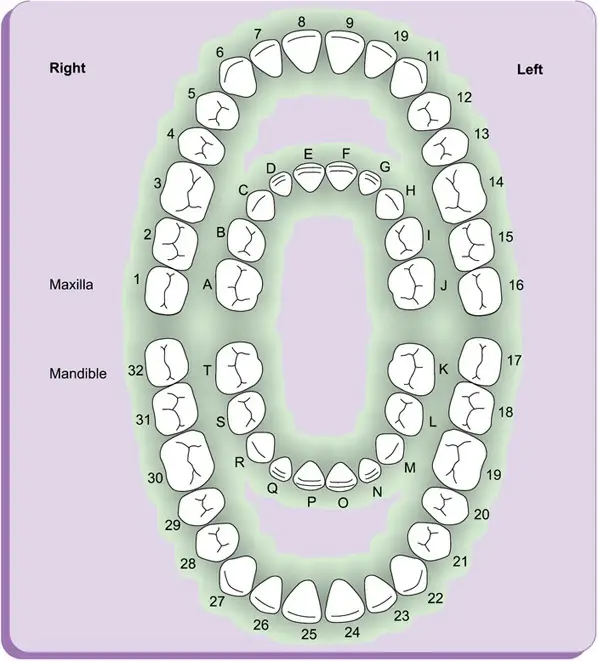 8 9
7 19
6 11
Right Left
5 12
4 13
E F
D G
3 14
C H
2 B I 15
1 A J 16
Maxilla
Mandible
32 T K 17
31 S L 18
R M
30 Q N 19
P O
29 20
28 21
27 22
26 23
25 24